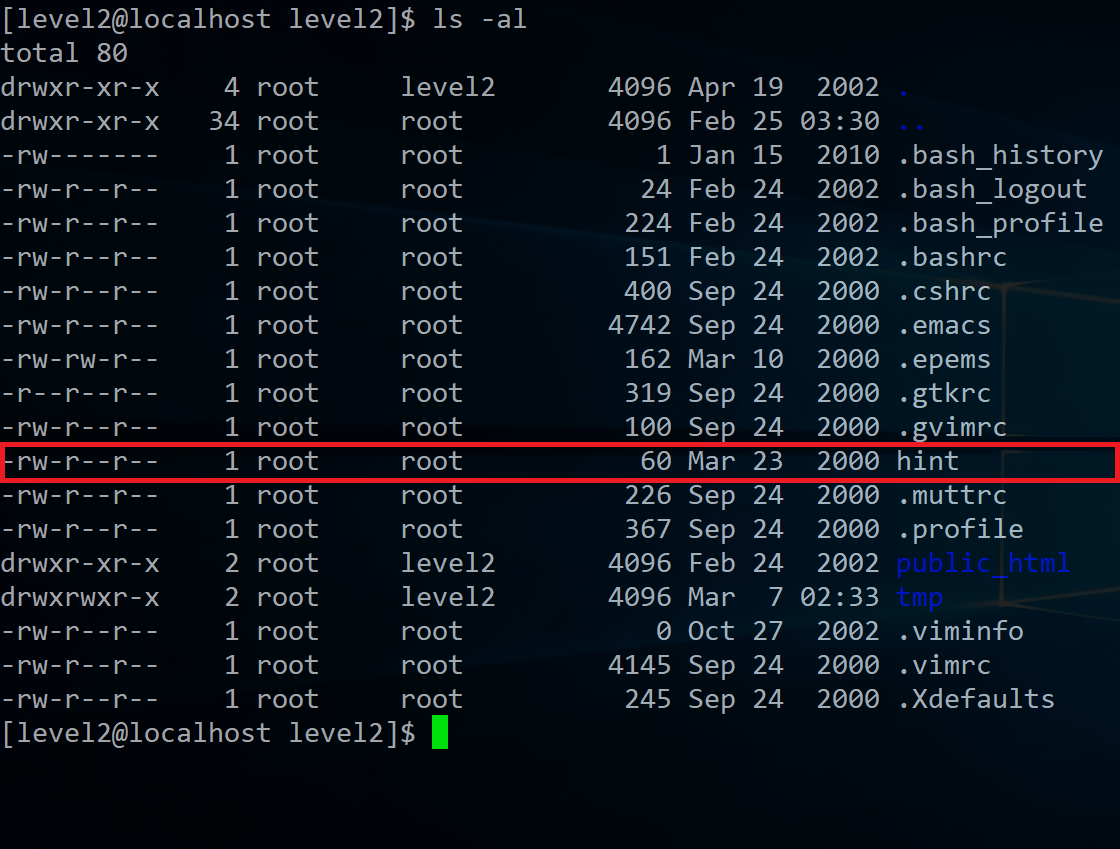 [level2@localhost level2]$ ls -al
total 80
drwxr-xr-x    4 root     level2       4096 Apr 19  2002 .
drwxr-xr-x   34 root     root         4096 Feb 25 03:30 ..
-rw-------    1 root     root            1 Jan 15  2010 .bash_history
-rw-r--r--    1 root     root           24 Feb 24  2002 .bash_logout
-rw-r--r--    1 root     root          224 Feb 24  2002 .bash_profile
-rw-r--r--    1 root     root          151 Feb 24  2002 .bashrc
-rw-r--r--    1 root     root          400 Sep 24  2000 .cshrc
-rw-r--r--    1 root     root         4742 Sep 24  2000 .emacs
-rw-rw-r--    1 root     root          162 Mar 10  2000 .epems
-r--r--r--    1 root     root          319 Sep 24  2000 .gtkrc
-rw-r--r--    1 root     root          100 Sep 24  2000 .gvimrc
-rw-r--r--    1 root     root           60 Mar 23  2000 hint
-rw-r--r--    1 root     root          226 Sep 24  2000 .muttrc
-rw-r--r--    1 root     root          367 Sep 24  2000 .profile
drwxr-xr-x    2 root     level2       4096 Feb 24  2002 public_html
drwxrwxr-x    2 root     level2       4096 Mar  7 02:33 tmp
-rw-r--r--    1 root     root            0 Oct 27  2002 .viminfo
-rw-r--r--    1 root     root         4145 Sep 24  2000 .vimrc
-rw-r--r--    1 root     root          245 Sep 24  2000 .Xdefaults
[level2@localhost level2]$